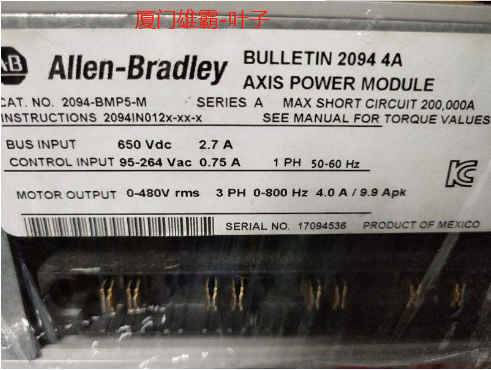 厦门雄霸-叶子
AB Allen-Bradley
BULLETIN 2094 4A
AXIS POWER MODULE
CAT. NO. 2094-BMP5-M SERIES A MAX SHORT CIRCUIT 200,000A
INSTRUCTIONS 2094IN012x-xx-x SEE MANUAL FOR TORQUE VALUES
BUS INPUT 650 Vdc 2.7 A
CONTROL INPUT 95-264 Vac 0.75 A 1 PH 50-60 Hz
MOTOR OUTPUT 0-480V rms 3 PH 0-800 Hz 4.0 A / 9.9 Apk
SERIAL NO. 17094536 PRODUCT OF MEXICO